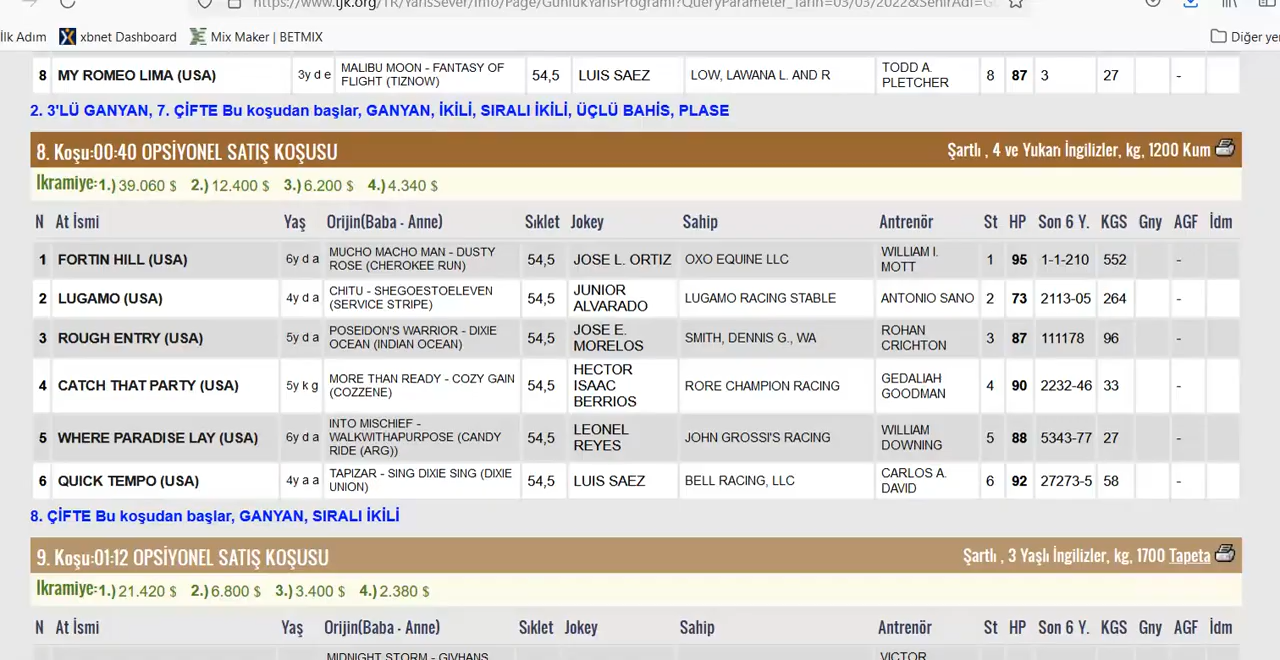 https://www.tjk.org/TR/YarisSever/Info/Page/GunlukYarisProgrami?QueryParameter_Tarih=03/03/2022&SehirAdi=G
İlk Adım xbnet Dashboard Mix Maker | BETMIX Diğer yer
8 MY ROMEO LIMA (USA) 3y d e MALIBU MOON - FANTASY OF FLIGHT (TIZNOW) 54,5 LUIS SAEZ LOW, LAWANA L. AND R TODD A. PLETCHER 8 87 3 27 -
2. 3'LÜ GANYAN, 7. ÇİFTE Bu koşudan başlar, GANYAN, İKİLİ, SIRALI İKİLİ, ÜÇLÜ BAHİS, PLASE
8. Koşu:00:40 OPSİYONEL SATIŞ KOŞUSU Şartlı , 4 ve Yukarı İngilizler, kg, 1200 Kum
İkramiye:1.) 39.060 $ 2.) 12.400 $ 3.) 6.200 $ 4.) 4.340 $
N At İsmi Yaş Orijin(Baba - Anne) Sıklet Jokey Sahip Antrenör St HP Son 6 Y. KGS Gny AGF İdm
1 FORTIN HILL (USA) 6y d a MUCHO MACHO MAN - DUSTY ROSE (CHEROKEE RUN) 54,5 JOSE L. ORTIZ OXO EQUINE LLC WILLIAM I. MOTT 1 95 1-1-210 552 -
2 LUGAMO (USA) 4y d a CHITU - SHEGOESTOELEVEN (SERVICE STRIPE) 54,5 JUNIOR ALVARADO LUGAMO RACING STABLE ANTONIO SANO 2 73 2113-05 264 -
3 ROUGH ENTRY (USA) 5y d a POSEIDON'S WARRIOR - DIXIE OCEAN (INDIAN OCEAN) 54,5 JOSE E. MORELOS SMITH, DENNIS G., WA ROHAN CRICHTON 3 87 111178 96 -
4 CATCH THAT PARTY (USA) 5y k g MORE THAN READY - COZY GAIN (COZZENE) 54,5 HECTOR ISAAC BERRIOS RORE CHAMPION RACING GEDALIAH GOODMAN 4 90 2232-46 33 -
5 WHERE PARADISE LAY (USA) 6y d a INTO MISCHIEF - WALKWITHAPURPOSE (CANDY RIDE (ARG)) 54,5 LEONEL REYES JOHN GROSSI'S RACING WILLIAM DOWNING 5 88 5343-77 27 -
6 QUICK TEMPO (USA) 4y a a TAPIZAR - SING DIXIE SING (DIXIE UNION) 54,5 LUIS SAEZ BELL RACING, LLC CARLOS A. DAVID 6 92 27273-5 58 -
8. ÇİFTE Bu koşudan başlar, GANYAN, SIRALI İKİLİ
9. Koşu:01:12 OPSİYONEL SATIŞ KOŞUSU Şartlı , 3 Yaşlı İngilizler, kg, 1700 Tapeta
İkramiye:1.) 21.420 $ 2.) 6.800 $ 3.) 3.400 $ 4.) 2.380 $
N At İsmi Yaş Orijin(Baba - Anne) Sıklet Jokey Sahip Antrenör St HP Son 6 Y. KGS Gny AGF İdm
MIDNIGHT STORM - GIVHANS VICTOR